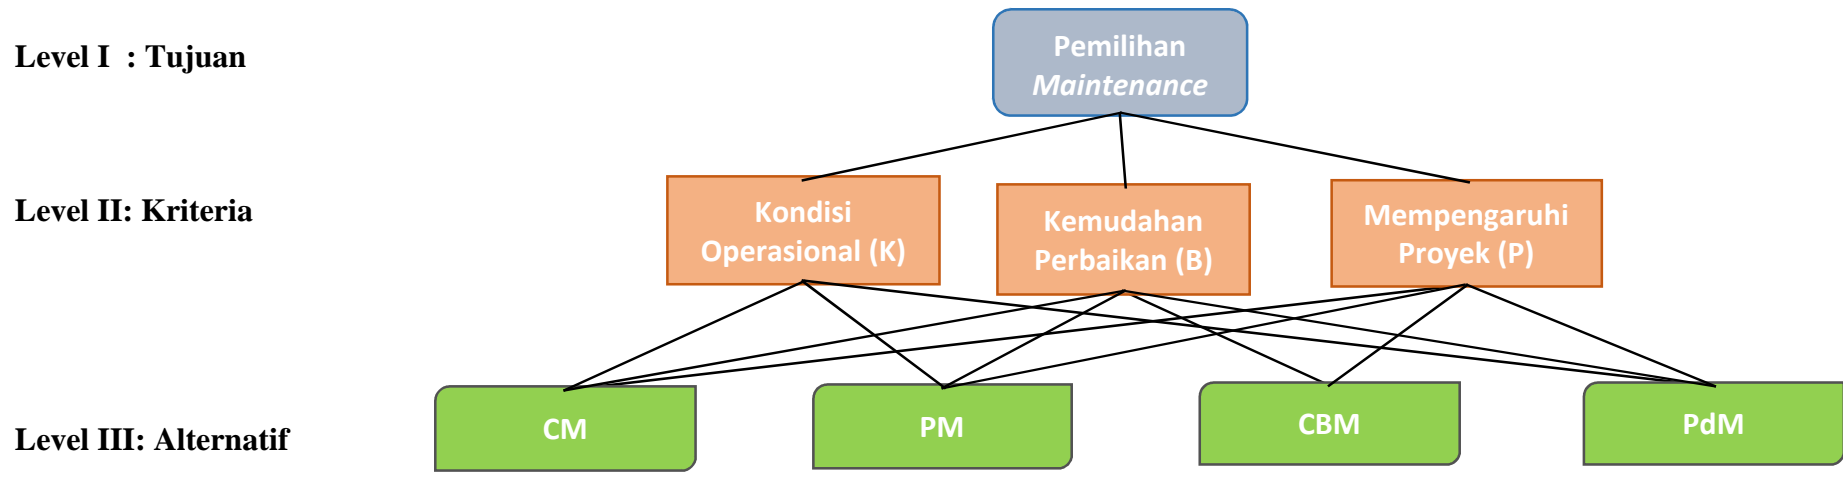 Level I  : Tujuan
Pemilihan
Maintenance
Level II: Kriteria
Kondisi
Operasional (K)
Kemudahan
Perbaikan (B)
Mempengaruhi
Proyek (P)
Level III: Alternatif
CM
PM
CBM
PdM